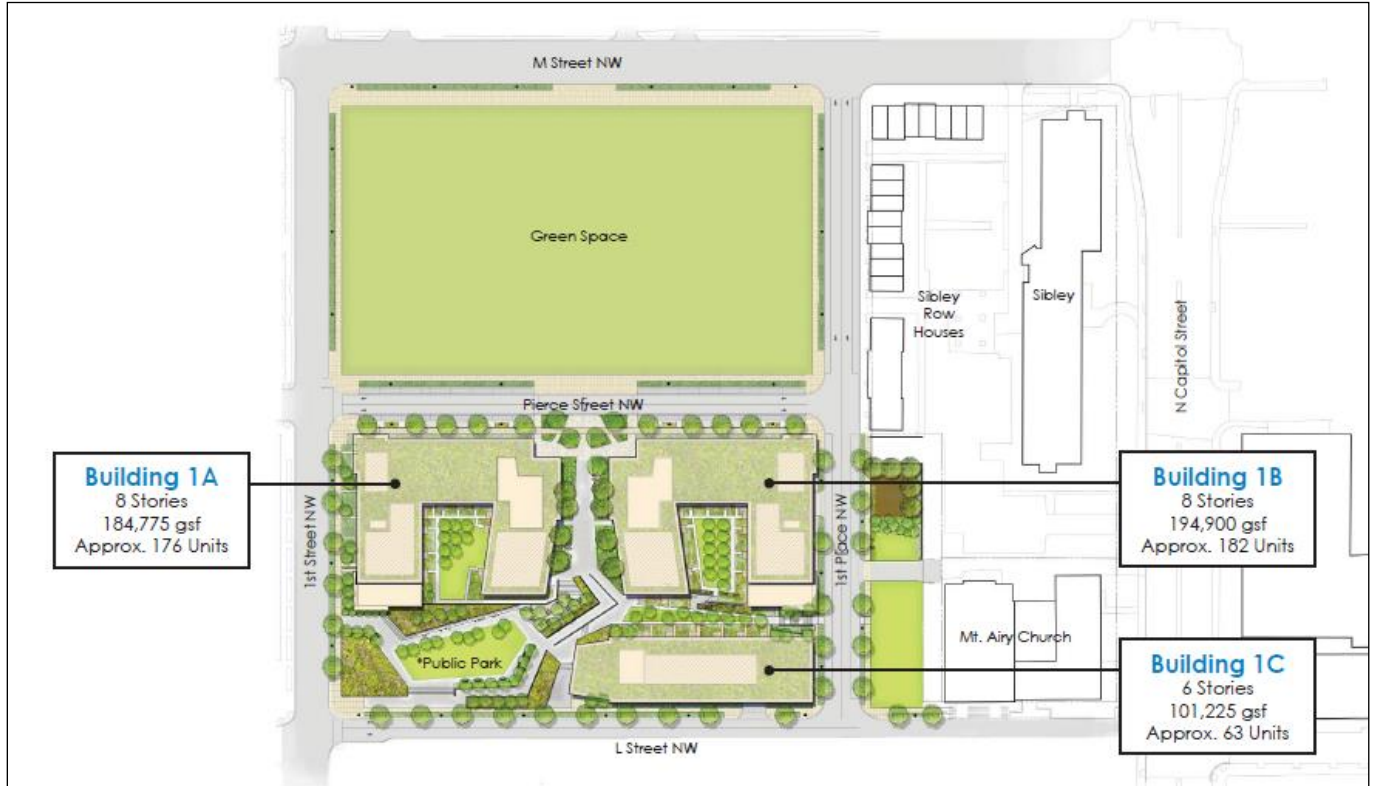 M Street NW
Green Space
Sibley
Row
Houses
Sibley
N Capitol Street
Pierce Street NW
Building 1A
8 Stories
184,775 gsf
Approx. 176 Units
1st Street NW
1st Place NW
Building 1B
8 Stories
194,900 gsf
Approx. 182 Units
*Public Park
Mt. Airy Church
Building 1C
6 Stories
101,225 gsf
Approx. 63 Units
L Street NW